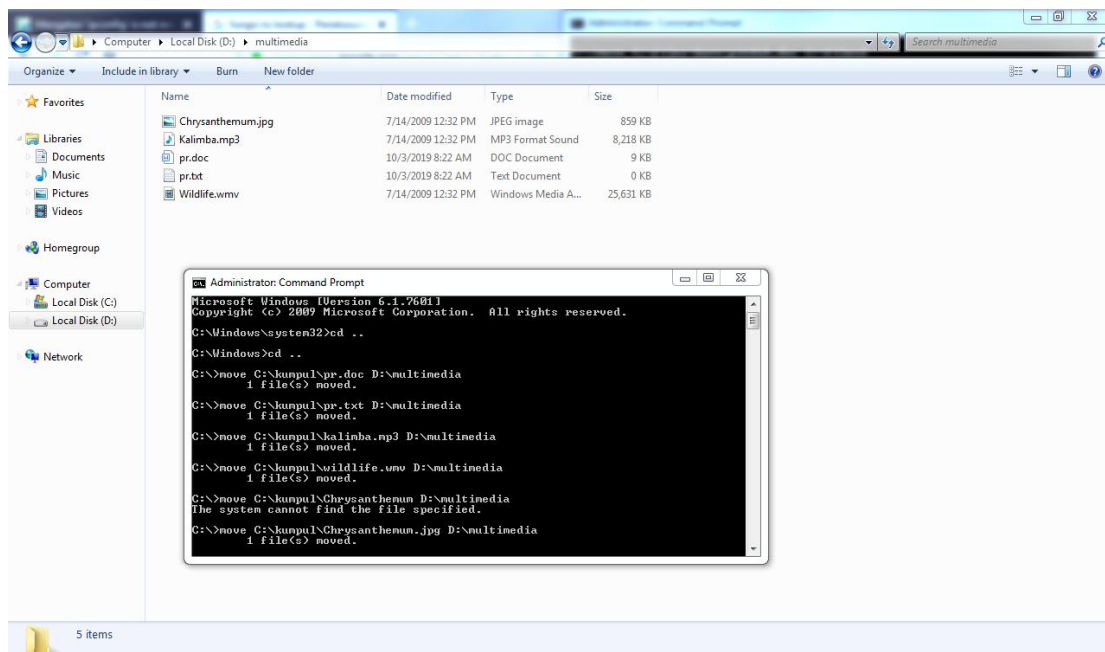 Administrator: Command Prompt
Computer ▸ Local Disk (D:) ▸ multimedia
Search multimedia
Organize
Include in library
Burn
New folder
Favorites
Libraries
Documents
Music
Pictures
Videos
Homegroup
Computer
Local Disk (C:)
Local Disk (D:)
Network
Name Date modified Type Size
Chrysanthemum.jpg 7/14/2009 12:32 PM JPEG image 859 KB
Kalimba.mp3 7/14/2009 12:32 PM MP3 Format Sound 8,218 KB
pr.doc 10/3/2019 8:22 AM DOC Document 9 KB
pr.txt 10/3/2019 8:22 AM Text Document 0 KB
Wildlife.wmv 7/14/2009 12:32 PM Windows Media A... 25,631 KB
Administrator: Command Prompt
Microsoft Windows [Version 6.1.7601]
Copyright (c) 2009 Microsoft Corporation. All rights reserved.
C:\Windows\system32>cd ..
C:\Windows>cd ..
C:\>move C:\kumpul\pr.doc D:\multimedia
1 file(s) moved.
C:\>move C:\kumpul\pr.txt D:\multimedia
1 file(s) moved.
C:\>move C:\kumpul\kalimba.mp3 D:\multimedia
1 file(s) moved.
C:\>move C:\kumpul\wildlife.wmv D:\multimedia
1 file(s) moved.
C:\>move C:\kumpul\Chrysanthemum D:\multimedia
The system cannot find the file specified.
C:\>move C:\kumpul\Chrysanthemum.jpg D:\multimedia
1 file(s) moved.
5 items